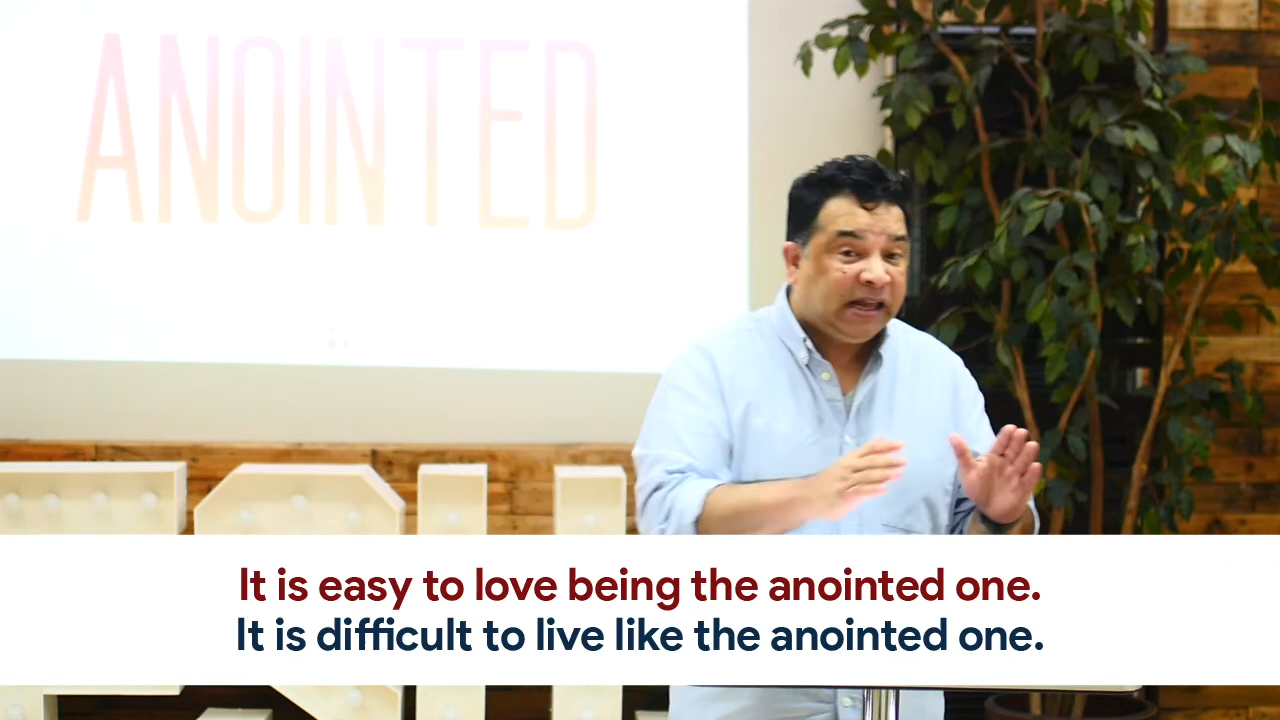 ANOINTED
It is easy to love being the anointed one.
It is difficult to live like the anointed one.